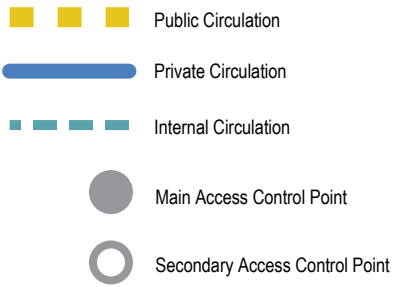 Public Circulation
Private Circulation
Internal Circulation
Main Access Control Point
Secondary Access Control Point